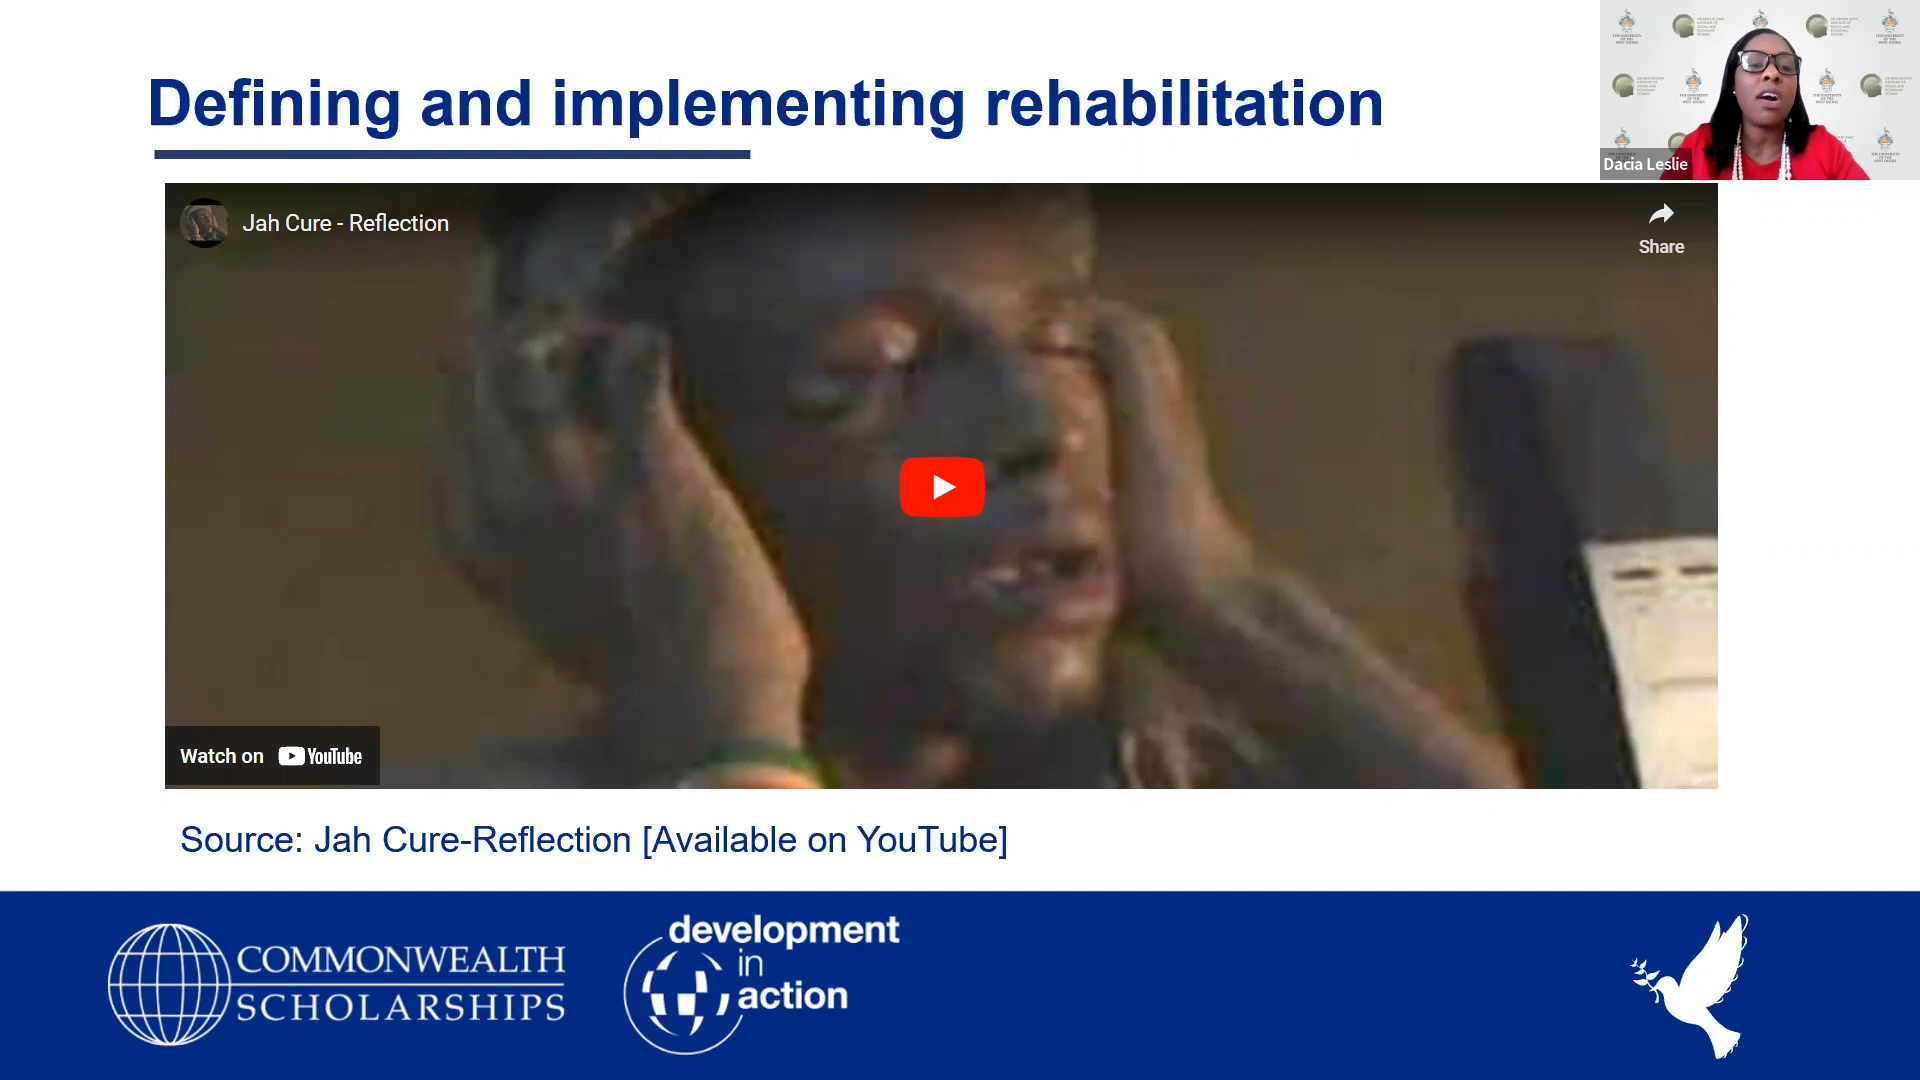 Defining and implementing rehabilitation
Dacia Leslie
Jah Cure - Reflection
Share
Watch on YouTube
Source: Jah Cure-Reflection [Available on YouTube]
COMMONWEALTH
SCHOLARSHIPS
development
in
action